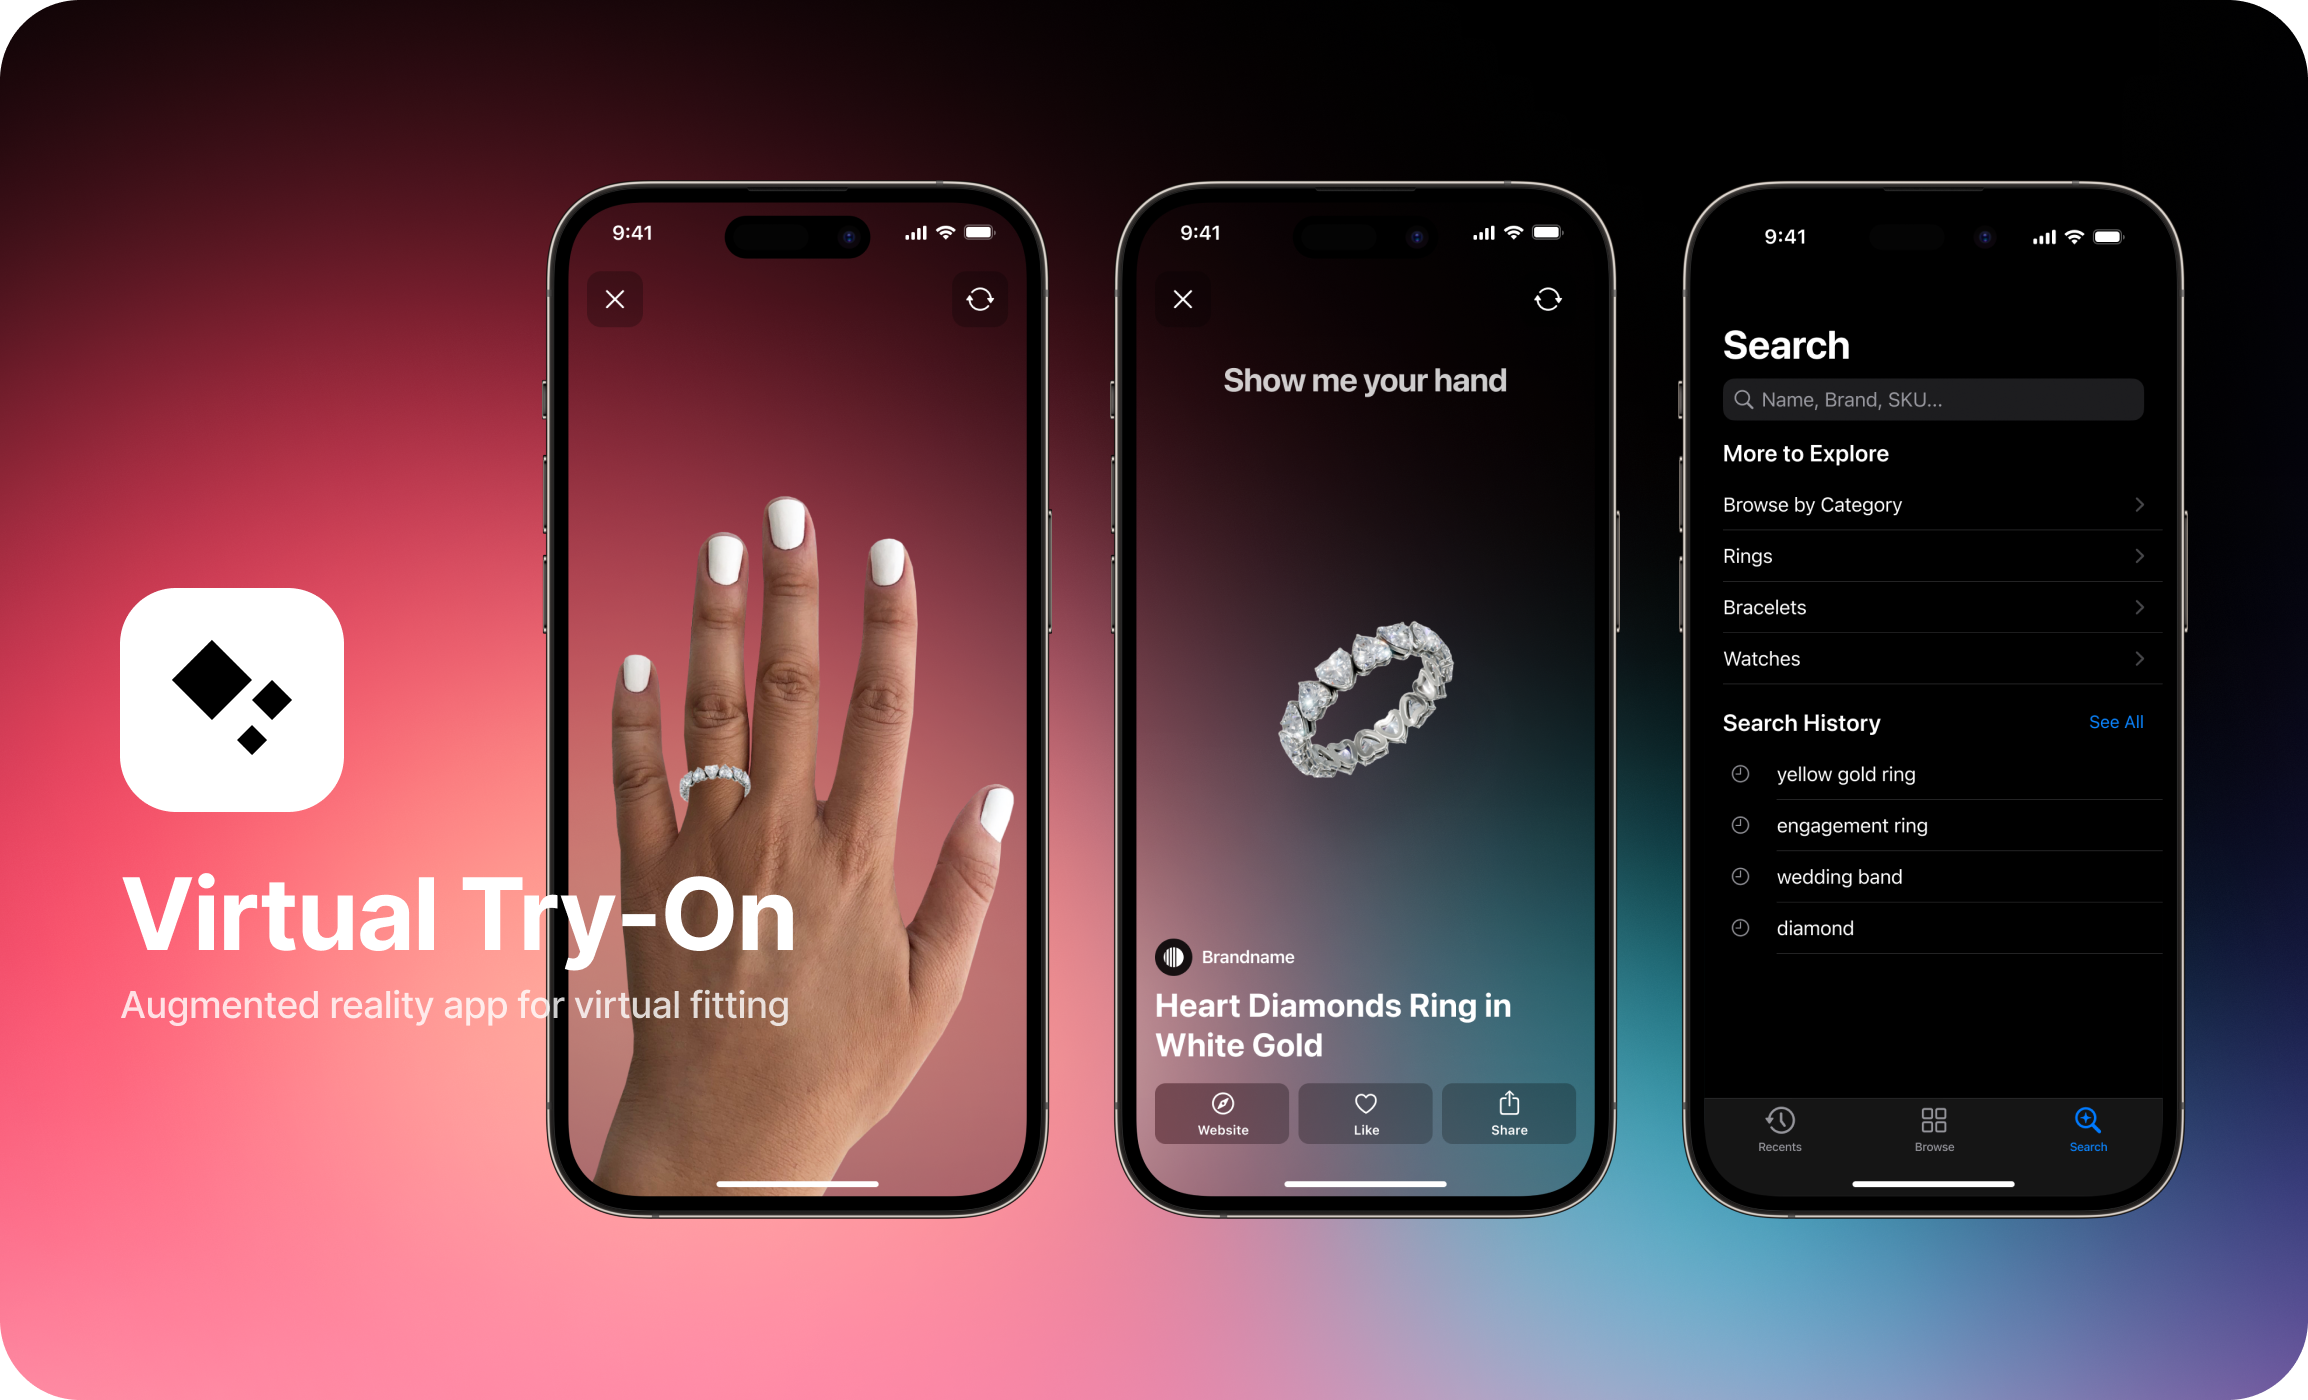 Virtual Try-On
Augmented reality app for virtual fitting
9:41
9:41
Show me your hand
Brandname
Heart Diamonds Ring in
White Gold
Website
Like
Share
9:41
Search
Name, Brand, SKU...
More to Explore
Browse by Category
Rings
Bracelets
Watches
Search History
See All
yellow gold ring
engagement ring
wedding band
diamond
Recents
Browse
Search